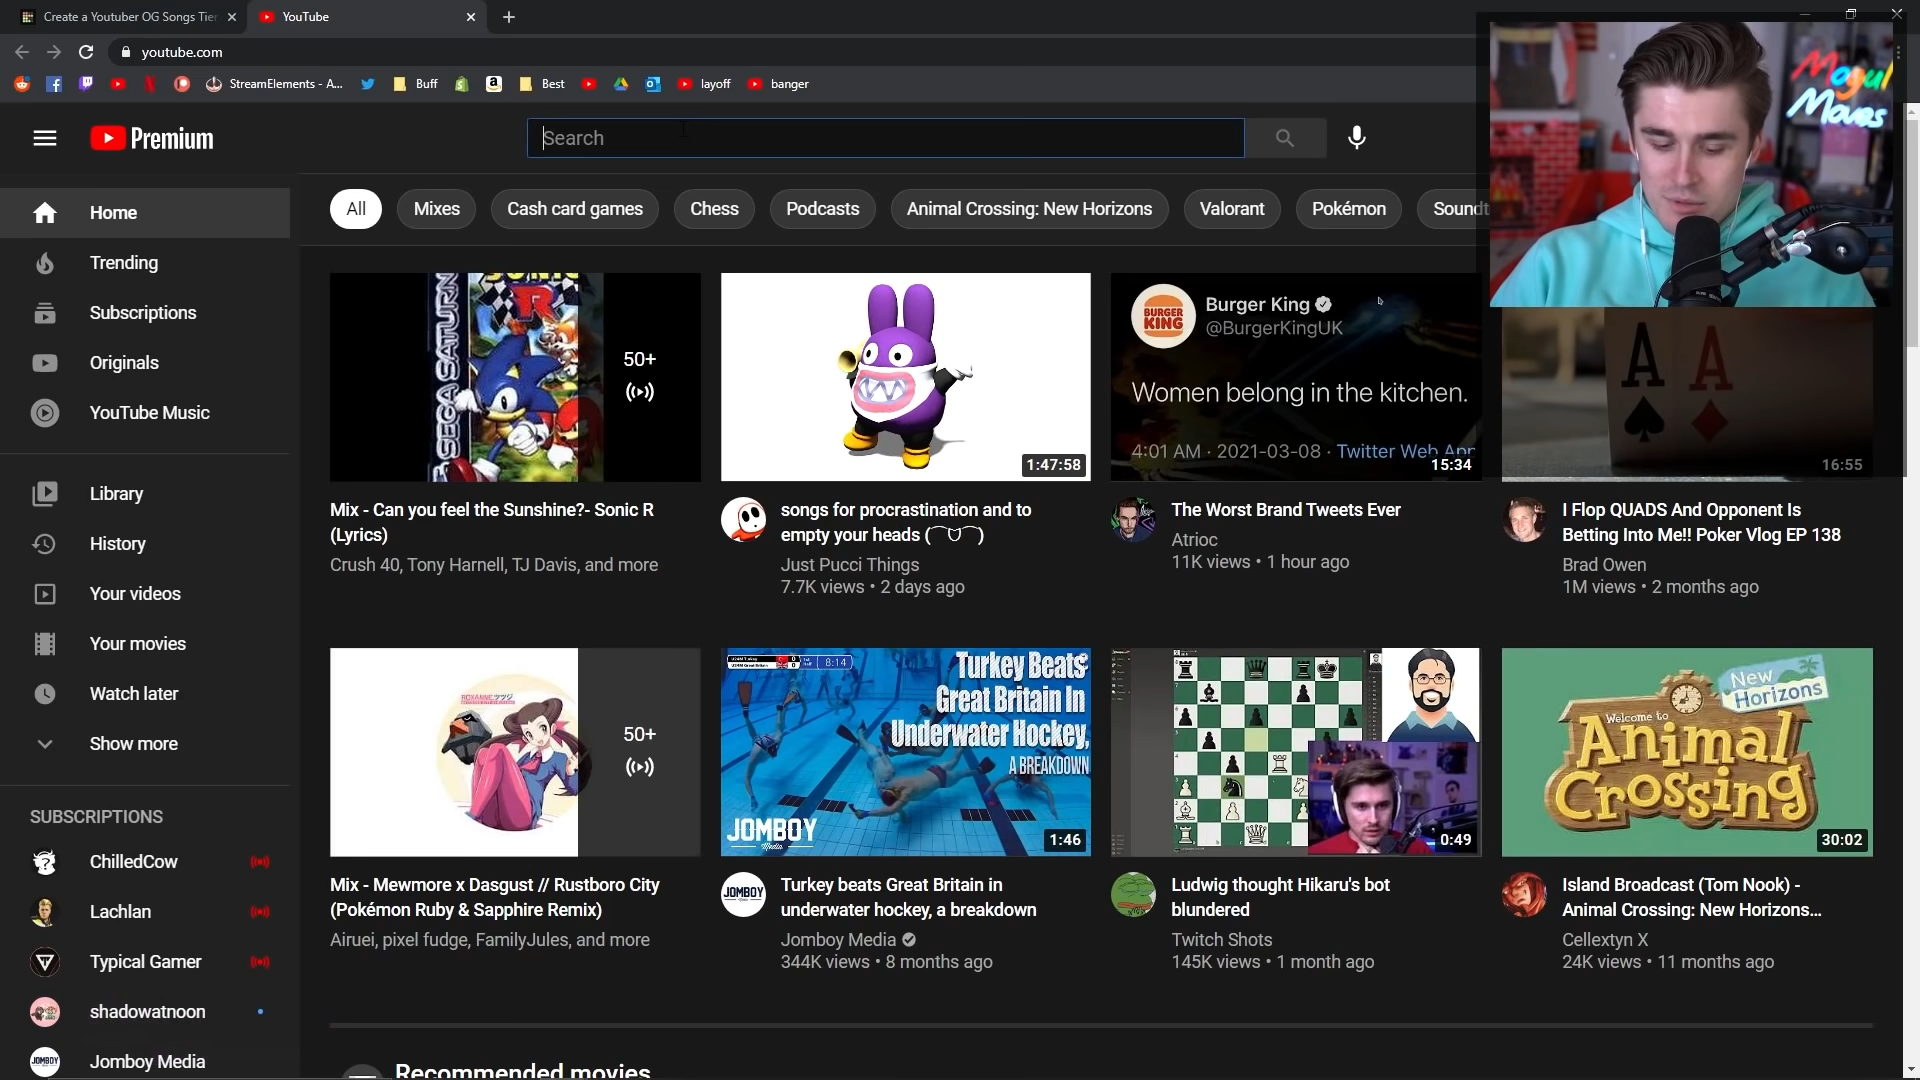 Create a Youtuber OG Songs Tier
YouTube
youtube.com
StreamElements - A...
Buff
Best
layoff
banger
Premium
Search
Mogul
Moves
All
Mixes
Cash card games
Chess
Podcasts
Animal Crossing: New Horizons
Valorant
Pokémon
Soundt
Home
Trending
Subscriptions
Originals
YouTube Music
Library
History
Your videos
Your movies
Watch later
Show more
SUBSCRIPTIONS
ChilledCow
Lachlan
Typical Gamer
shadowatnoon
Jomboy Media
SEGA SATURN
SONIC
R
50+
Mix - Can you feel the Sunshine?- Sonic R
(Lyrics)
Crush 40, Tony Harnell, TJ Davis, and more
1:47:58
songs for procrastination and to
empty your heads (⌒▽⌒)
Just Pucci Things
7.7K views • 2 days ago
BURGER
KING
Burger King
@BurgerKingUK
Women belong in the kitchen.
4:01 AM · 2021-03-08 · Twitter Web App
15:34
The Worst Brand Tweets Ever
Atrioc
11K views • 1 hour ago
A A
16:55
I Flop QUADS And Opponent Is
Betting Into Me!! Poker Vlog EP 138
Brad Owen
1M views • 2 months ago
50+
Mix - Mewmore x Dasgust // Rustboro City
(Pokémon Ruby & Sapphire Remix)
Airuei, pixel fudge, FamilyJules, and more
8:14
Turkey Beats
Great Britain In
Underwater Hockey,
A BREAKDOWN
JOMBOY
Media
1:46
JOMBOY
Turkey beats Great Britain in
underwater hockey, a breakdown
Jomboy Media
344K views • 8 months ago
0:49
Ludwig thought Hikaru's bot
blundered
Twitch Shots
145K views • 1 month ago
New
Horizons
Welcome to
Animal
Crossing
30:02
Island Broadcast (Tom Nook) -
Animal Crossing: New Horizons...
Cellextyn X
24K views • 11 months ago
Recommended movies